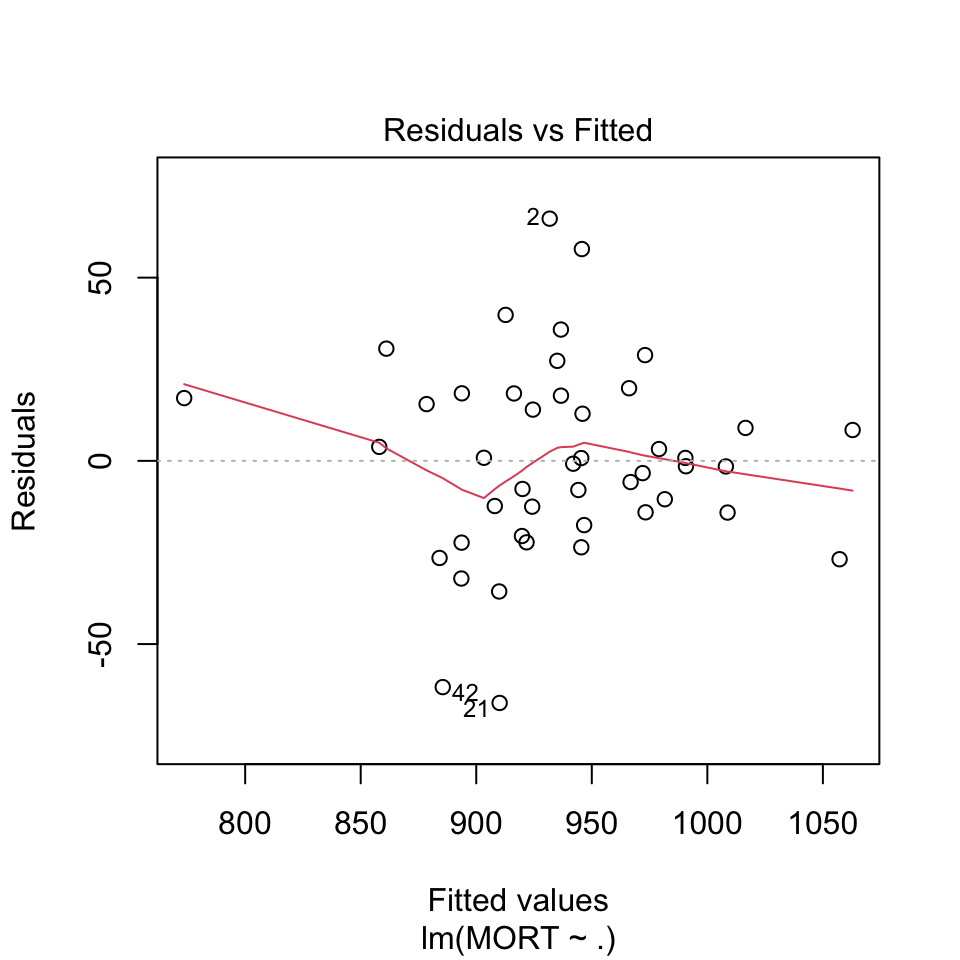 Residuals vs Fitted
Residuals
50
0
-50
2
42
21
800 850 900 950 1000 1050
Fitted values
lm(MORT ~ .)